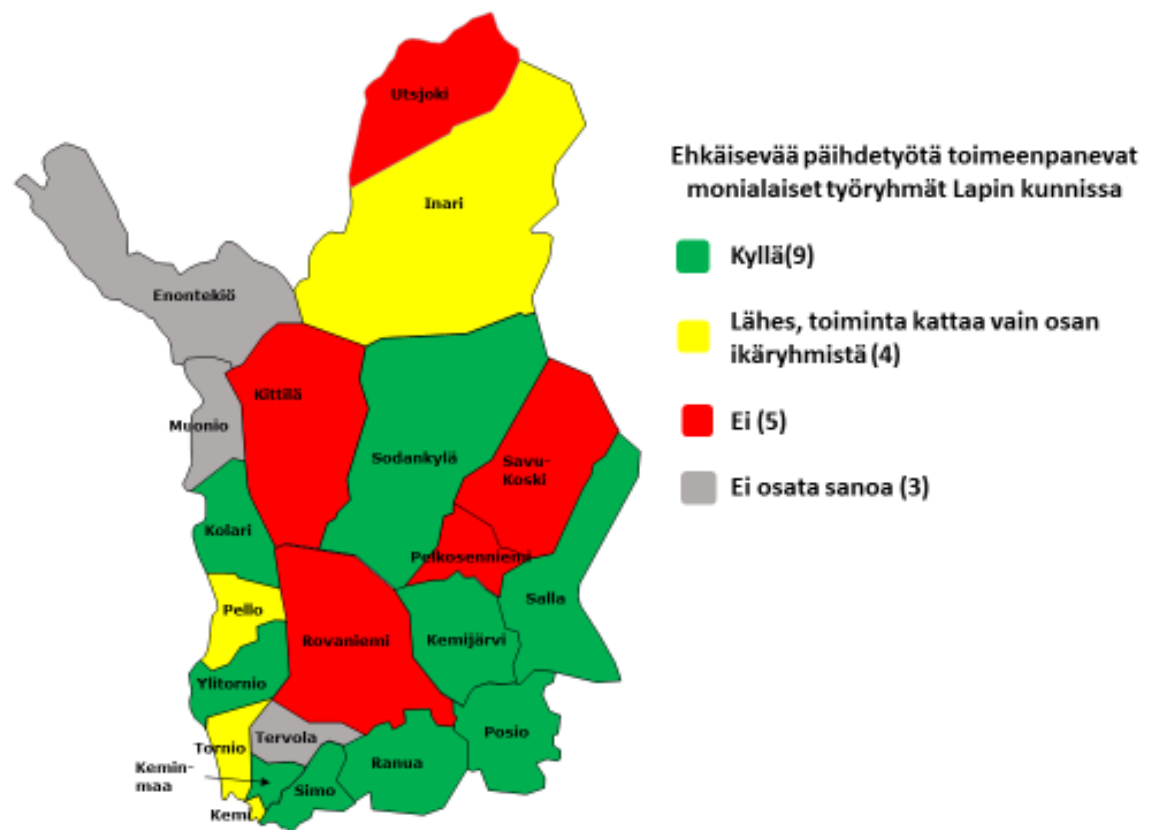 Utsjoki
Inari
Enontekiö
Kittilä
Muonio
Sodankylä
Savu-
Koski
Kolari
Pelkosenniemi
Salla
Pello
Rovaniemi
Kemijärvi
Ylitornio
Tornio
Tervola
Posio
Ranua
Kemin-
maa
Simo
Kemi
Ehkäisevää päihdetyötä toimeenpanevat
monialaiset työryhmät Lapin kunnissa
Kyllä(9)
Lähes, toiminta kattaa vain osan
ikäryhmistä (4)
Ei (5)
Ei osata sanoa (3)